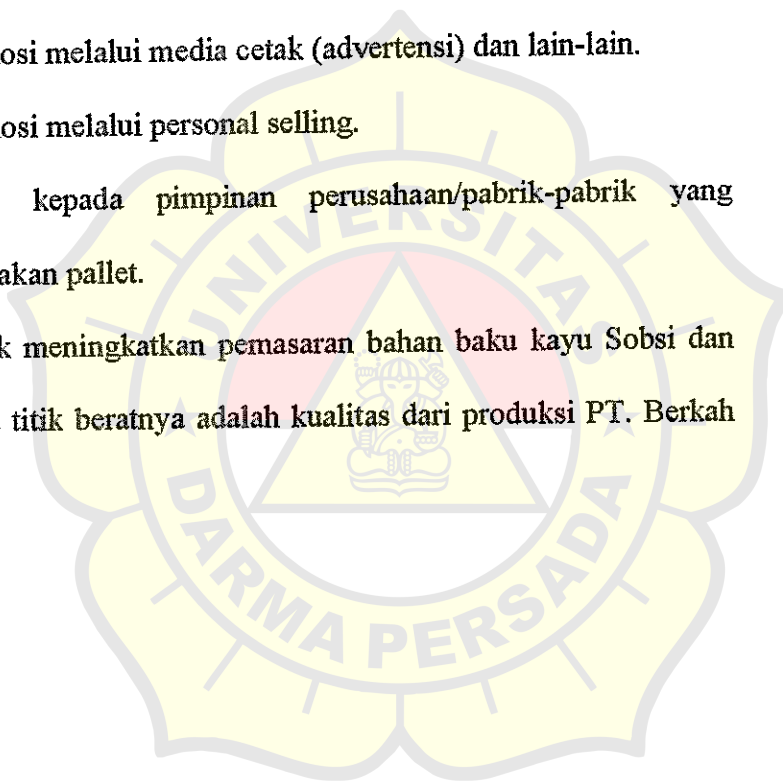 osi melalui media cetak (advertensi) dan lain-lain.
osi melalui personal selling.
kepada pimpinan perusahaan/pabrik-pabrik yang
akan pallet.
k meningkatkan pemasaran bahan baku kayu Sobsi dan
titik beratnya adalah kualitas dari produksi PT. Berkah
UNIVERSITAS
DARMA PERSADA